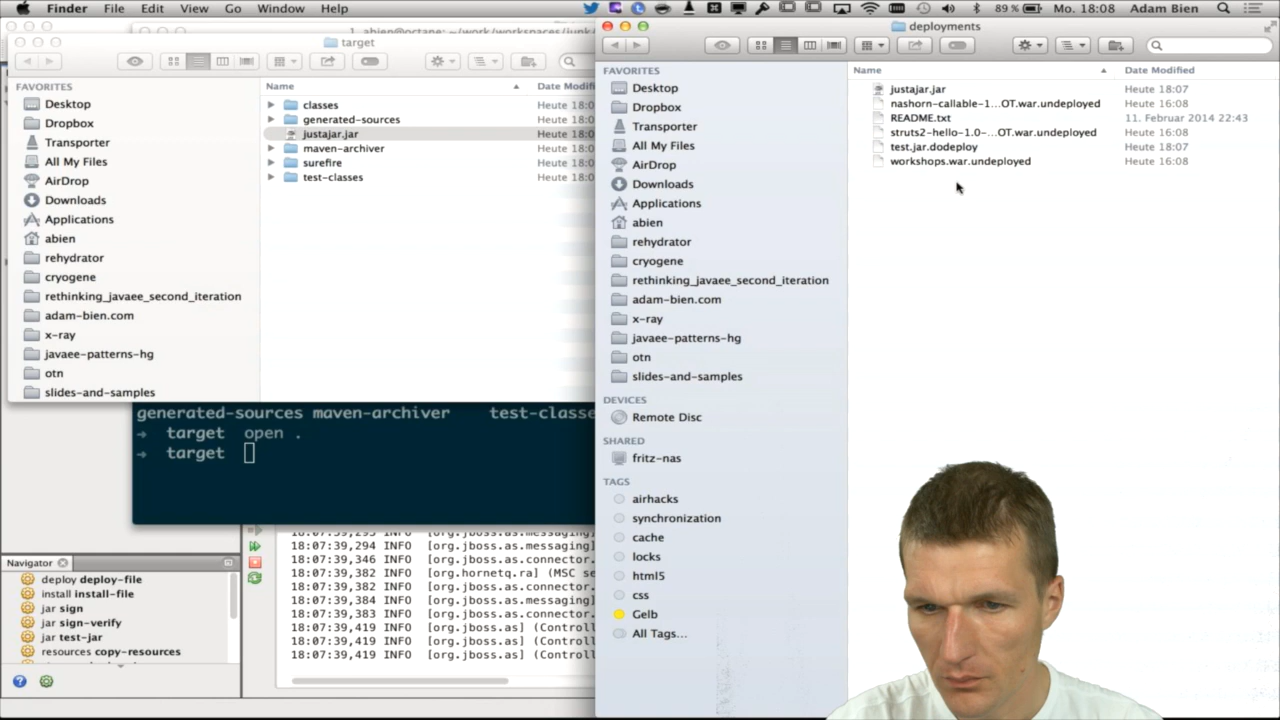 Finder File Edit View Go Window Help 89 % Mo. 18:08 Adam Bien
target
FAVORITES
Desktop
Dropbox
Transporter
All My Files
AirDrop
Downloads
Applications
abien
rehydrator
cryogene
rethinking_javaee_second_iteration
adam-bien.com
x-ray
javaee-patterns-hg
otn
slides-and-samples
Name Date Modifi
classes Heute 18:0
generated-sources Heute 18:0
justajar.jar Heute 18:0
maven-archiver Heute 18:0
surefire Heute 18:0
test-classes Heute 18:0
generated-sources maven-archiver test-classe
→ target open .
→ target
Navigator
deploy deploy-file
install install-file
jar sign
jar sign-verify
jar test-jar
resources copy-resources
18:07:39,294 INFO [org.jboss.as.messaging]
18:07:39,346 INFO [org.jboss.as.connector.
18:07:39,382 INFO [org.hornetq.ra] (MSC se
18:07:39,382 INFO [org.jboss.as.connector.
18:07:39,384 INFO [org.jboss.as.messaging]
18:07:39,383 INFO [org.jboss.as.connector.
18:07:39,419 INFO [org.jboss.as] (Controll
18:07:39,419 INFO [org.jboss.as] (Controll
18:07:39,419 INFO [org.jboss.as] (Controll
deployments
FAVORITES
Desktop
Dropbox
Transporter
All My Files
AirDrop
Downloads
Applications
abien
rehydrator
cryogene
rethinking_javaee_second_iteration
adam-bien.com
x-ray
javaee-patterns-hg
otn
slides-and-samples
DEVICES
Remote Disc
SHARED
fritz-nas
TAGS
airhacks
synchronization
cache
locks
html5
css
Gelb
All Tags...
Name Date Modified
justajar.jar Heute 18:07
nashorn-callable-1...OT.war.undeployed Heute 16:08
README.txt 11. Februar 2014 22:43
struts2-hello-1.0-...OT.war.undeployed Heute 16:08
test.jar.dodeploy Heute 18:07
workshops.war.undeployed Heute 16:08